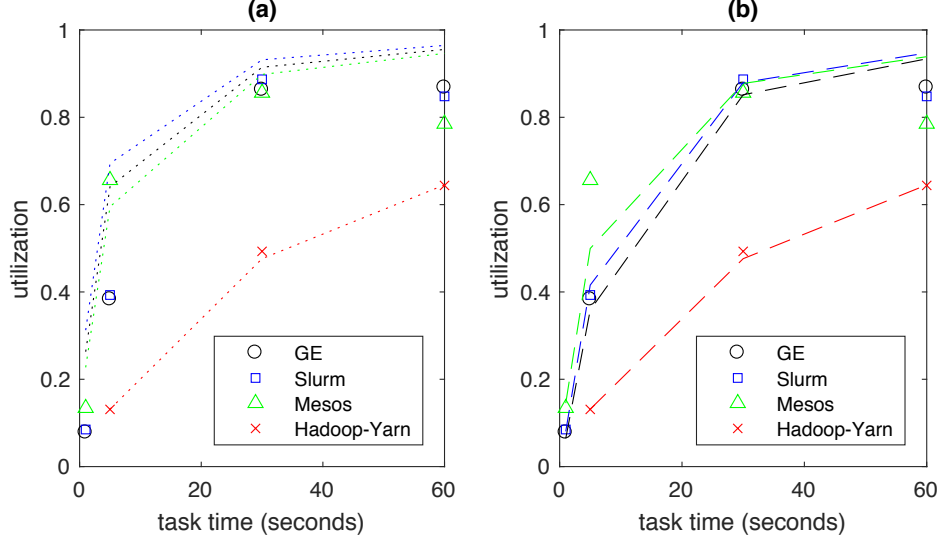 (a)
1
0.8
0.6
0.4
0.2
0
utilization
0 20 40 60
task time (seconds)
GE
Slurm
Mesos
Hadoop-Yarn
(b)
1
0.8
0.6
0.4
0.2
0
utilization
0 20 40 60
task time (seconds)
GE
Slurm
Mesos
Hadoop-Yarn